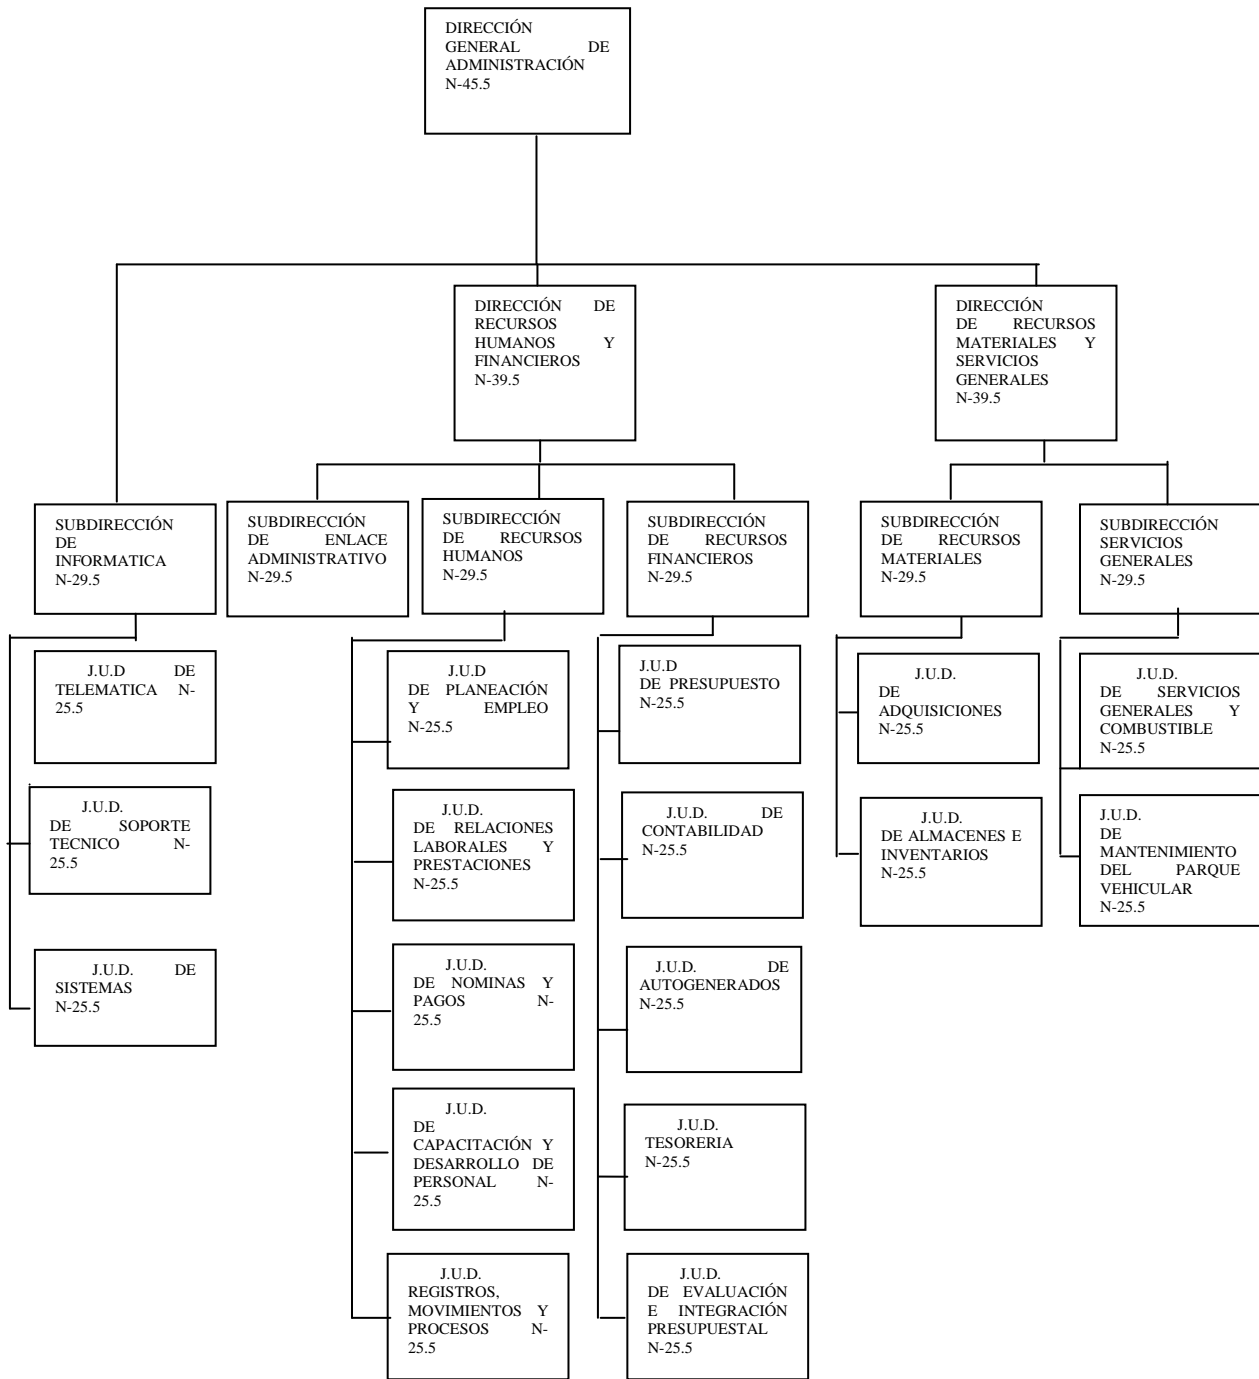 DIRECCIÓN
GENERAL DE
ADMINISTRACIÓN
N-45.5
DIRECCIÓN DE
RECURSOS
HUMANOS Y
FINANCIEROS
N-39.5
DIRECCIÓN
DE RECURSOS
MATERIALES Y
SERVICIOS
GENERALES
N-39.5
SUBDIRECCIÓN
DE
INFORMATICA
N-29.5
SUBDIRECCIÓN
DE ENLACE
ADMINISTRATIVO
N-29.5
SUBDIRECCIÓN
DE RECURSOS
HUMANOS
N-29.5
SUBDIRECCIÓN
DE RECURSOS
FINANCIEROS
N-29.5
SUBDIRECCIÓN
DE RECURSOS
MATERIALES
N-29.5
SUBDIRECCIÓN
SERVICIOS
GENERALES
N-29.5
J.U.D DE
TELEMATICA N-
25.5
J.U.D.
DE SOPORTE
TECNICO N-
25.5
J.U.D. DE
SISTEMAS
N-25.5
J.U.D
DE PLANEACIÓN
Y EMPLEO
N-25.5
J.U.D.
DE RELACIONES
LABORALES Y
PRESTACIONES
N-25.5
J.U.D.
DE NOMINAS Y
PAGOS N-
25.5
J.U.D.
DE
CAPACITACIÓN Y
DESARROLLO DE
PERSONAL N-
25.5
J.U.D.
REGISTROS,
MOVIMIENTOS Y
PROCESOS N-
25.5
J.U.D
DE PRESUPUESTO
N-25.5
J.U.D. DE
CONTABILIDAD
N-25.5
J.U.D. DE
AUTOGENERADOS
N-25.5
J.U.D.
TESORERIA
N-25.5
J.U.D.
DE EVALUACIÓN
E INTEGRACIÓN
PRESUPUESTAL
N-25.5
J.U.D.
DE
ADQUISICIONES
N-25.5
J.U.D.
DE ALMACENES E
INVENTARIOS
N-25.5
J.U.D.
DE SERVICIOS
GENERALES Y
COMBUSTIBLE
N-25.5
J.U.D.
DE
MANTENIMIENTO
DEL PARQUE
VEHICULAR
N-25.5